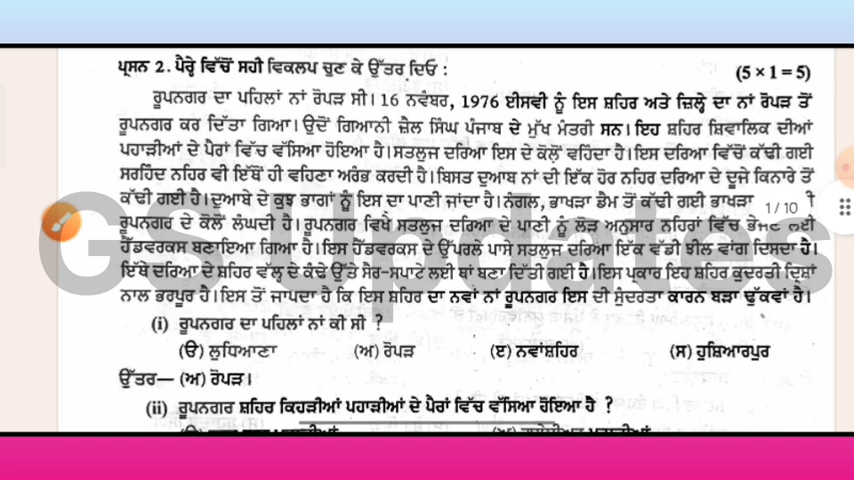 ਪ੍ਰਸ਼ਨ 2. ਪੈਰ੍ਹੇ ਵਿੱਚੋਂ ਸਹੀ ਵਿਕਲਪ ਚੁਣ ਕੇ ਉੱਤਰ ਦਿਓ : (5 × 1 = 5)
ਰੂਪਨਗਰ ਦਾ ਪਹਿਲਾਂ ਨਾਂ ਰੋਪੜ ਸੀ। 16 ਨਵੰਬਰ, 1976 ਈਸਵੀ ਨੂੰ ਇਸ ਸ਼ਹਿਰ ਅਤੇ ਜ਼ਿਲ੍ਹੇ ਦਾ ਨਾਂ ਰੋਪੜ ਤੋਂ
ਰੂਪਨਗਰ ਕਰ ਦਿੱਤਾ ਗਿਆ। ਉਦੋਂ ਗਿਆਨੀ ਜ਼ੈਲ ਸਿੰਘ ਪੰਜਾਬ ਦੇ ਮੁੱਖ ਮੰਤਰੀ ਸਨ। ਇਹ ਸ਼ਹਿਰ ਸ਼ਿਵਾਲਿਕ ਦੀਆਂ
ਪਹਾੜੀਆਂ ਦੇ ਪੈਰਾਂ ਵਿੱਚ ਵੱਸਿਆ ਹੋਇਆ ਹੈ। ਸਤਲੁਜ ਦਰਿਆ ਇਸ ਦੇ ਕੋਲੋਂ ਵਹਿੰਦਾ ਹੈ। ਇਸ ਦਰਿਆ ਵਿੱਚੋਂ ਕੱਢੀ ਗਈ
ਸਰਹਿੰਦ ਨਹਿਰ ਵੀ ਇੱਥੋਂ ਹੀ ਵਹਿਣਾ ਅਰੰਭ ਕਰਦੀ ਹੈ। ਬਿਸਤ ਦੁਆਬ ਨਾਂ ਦੀ ਇੱਕ ਹੋਰ ਨਹਿਰ ਦਰਿਆ ਦੇ ਦੂਜੇ ਕਿਨਾਰੇ ਤੋਂ
ਕੱਢੀ ਗਈ ਹੈ। ਦੁਆਬੇ ਦੇ ਕੁਝ ਭਾਗਾਂ ਨੂੰ ਇਸ ਦਾ ਪਾਣੀ ਜਾਂਦਾ ਹੈ। ਨੰਗਲ, ਭਾਖੜਾ ਡੈਮ ਤੋਂ ਕੱਢੀ ਗਈ ਭਾਖੜਾ 1/10
ਰੂਪਨਗਰ ਦੇ ਕੋਲੋਂ ਲੰਘਦੀ ਹੈ। ਰੂਪਨਗਰ ਵਿਖੇ ਸਤਲੁਜ ਦਰਿਆ ਦੇ ਪਾਣੀ ਨੂੰ ਲੋੜ ਅਨੁਸਾਰ ਨਹਿਰਾਂ ਵਿੱਚ
ਹੈੱਡਵਰਕਸ ਬਣਾਇਆ ਗਿਆ ਹੈ। ਇਸ ਹੈੱਡਵਰਕਸ ਦੇ ਉੱਪਰਲੇ ਪਾਸੇ ਸਤਲੁਜ ਦਰਿਆ ਇੱਕ ਵੱਡੀ ਝੀਲ ਵਾਂਗ ਦਿਸਦਾ ਹੈ।
ਇੱਥੇ ਦਰਿਆ ਦੇ ਸ਼ਹਿਰ ਵੱਲ੍ਹ ਦੇ ਕੰਢੇ ਉੱਤੇ ਸੈਰ-ਸਪਾਟੇ ਲਈ ਥਾਂ ਬਣਾ ਦਿੱਤੀ ਗਈ ਹੈ। ਇਸ ਪ੍ਰਕਾਰ ਇਹ ਸ਼ਹਿਰ ਕੁਦਰਤੀ ਦ੍ਰਿਸ਼ਾਂ
ਨਾਲ ਭਰਪੂਰ ਹੈ। ਇਸ ਤੋਂ ਜਾਪਦਾ ਹੈ ਕਿ ਇਸ ਸ਼ਹਿਰ ਦਾ ਨਵਾਂ ਨਾਂ ਰੂਪਨਗਰ ਇਸ ਦੀ ਸੁੰਦਰਤਾ ਕਾਰਨ ਬੜਾ ਢੁੱਕਵਾਂ ਹੈ।
GS Updates
(i) ਰੂਪਨਗਰ ਦਾ ਪਹਿਲਾਂ ਨਾਂ ਕੀ ਸੀ ?
(ੳ) ਲੁਧਿਆਣਾ (ਅ) ਰੋਪੜ (ੲ) ਨਵਾਂਸ਼ਹਿਰ (ਸ) ਹੁਸ਼ਿਆਰਪੁਰ
ਉੱਤਰ— (ਅ) ਰੋਪੜ।
(ii) ਰੂਪਨਗਰ ਸ਼ਹਿਰ ਕਿਹੜੀਆਂ ਪਹਾੜੀਆਂ ਦੇ ਪੈਰਾਂ ਵਿੱਚ ਵੱਸਿਆ ਹੋਇਆ ਹੈ ?